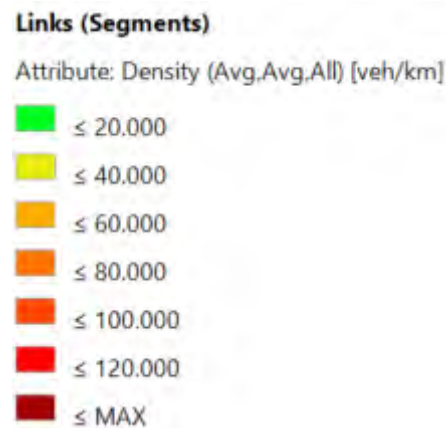 Links (Segments)
Attribute: Density (Avg,Avg,All) [veh/km]
≤ 20.000
≤ 40.000
≤ 60.000
≤ 80.000
≤ 100.000
≤ 120.000
≤ MAX